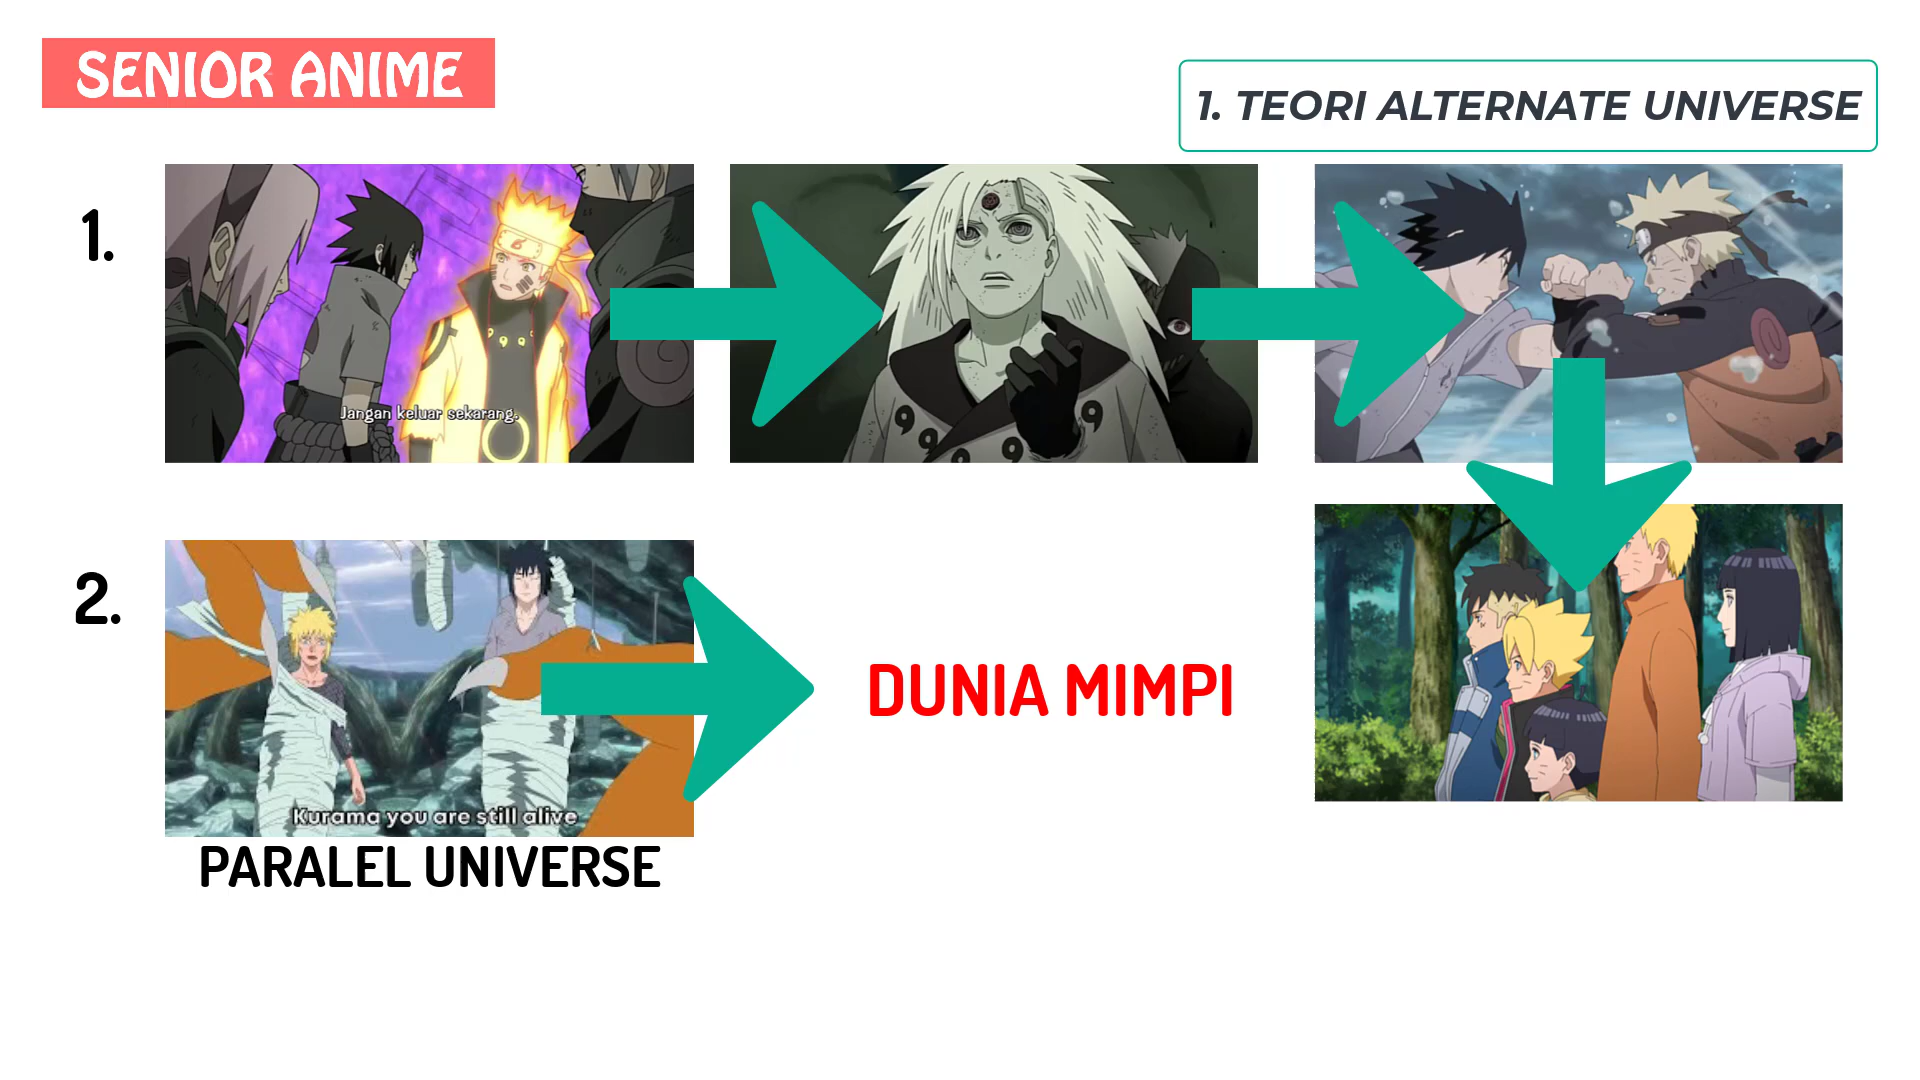 SENIOR ANIME
1. TEORI ALTERNATE UNIVERSE
1.
Jangan keluar sekarang.
2.
Kurama you are still alive
DUNIA MIMPI
PARALEL UNIVERSE